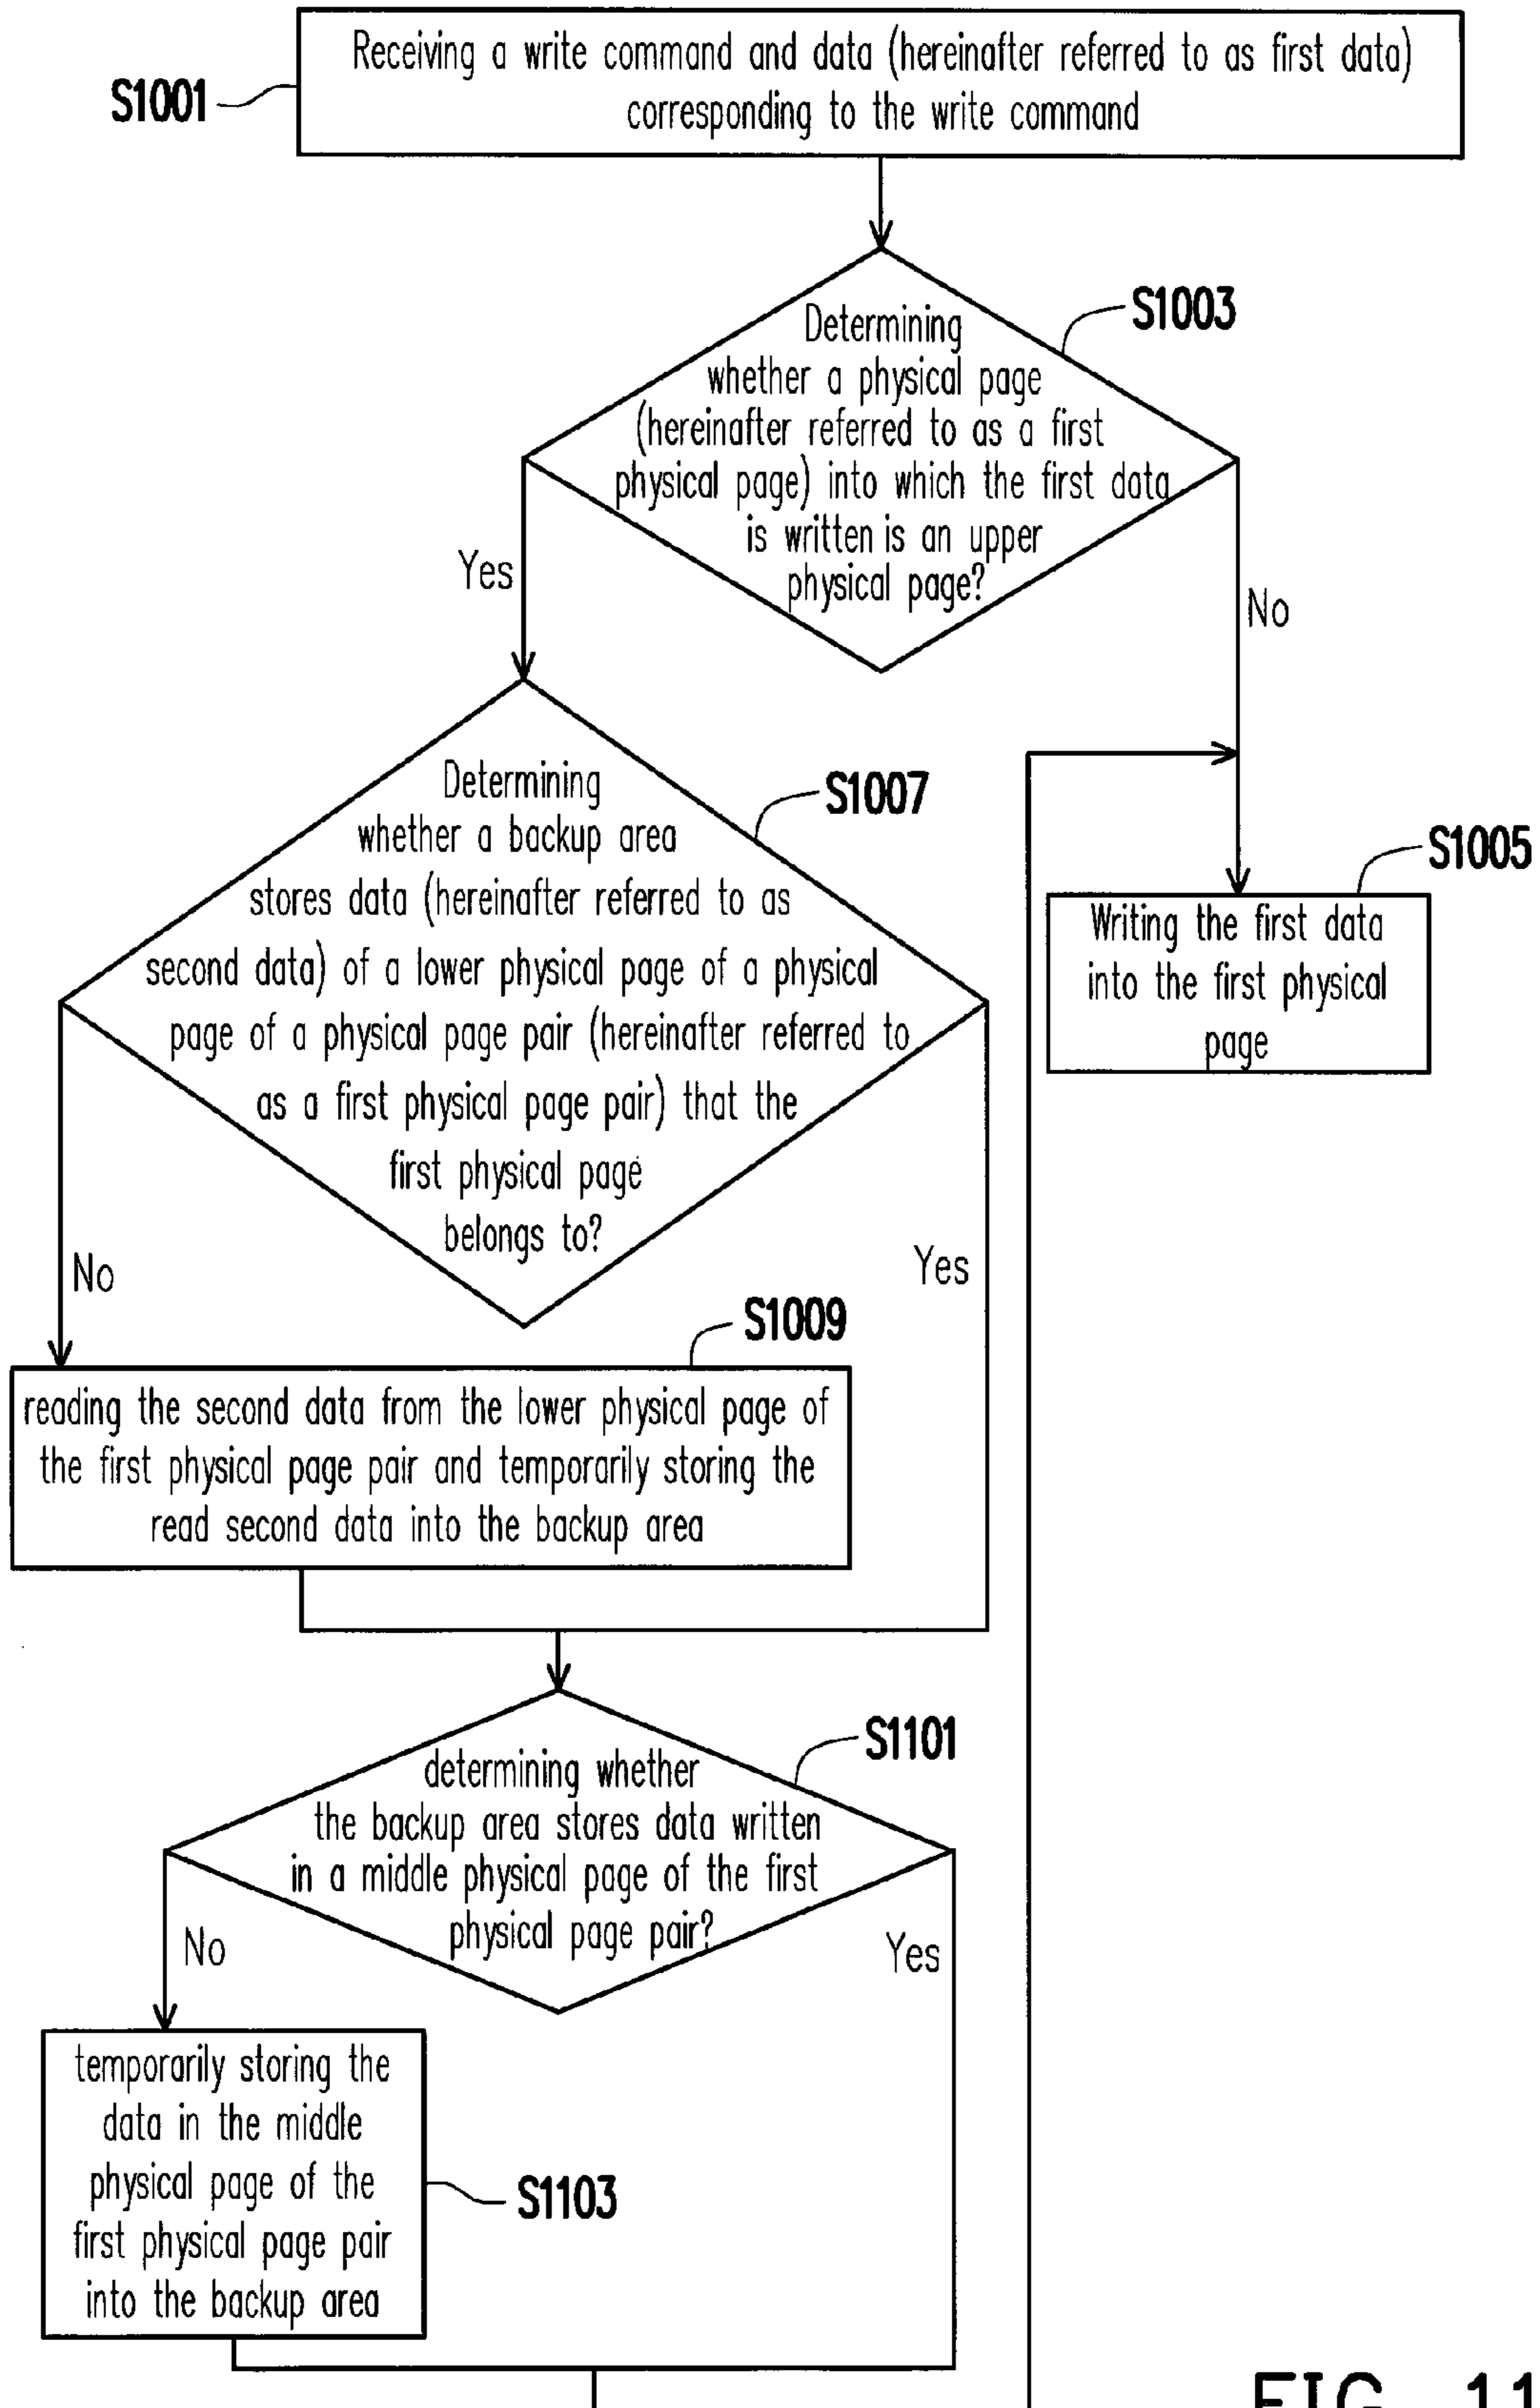 Receiving a write command and data (hereinafter referred to as first data)
corresponding to the write command
S1001
Determining
whether a physical page
(hereinafter referred to as a first
physical page) into which the first data
is written is an upper
physical page?
S1003
Yes
No
Determining
whether a backup area
stores data (hereinafter referred to as
second data) of a lower physical page of a physical
page of a physical page pair (hereinafter referred to
as a first physical page pair) that the
first physical page
belongs to?
S1007
S1005
Writing the first data
into the first physical
page
No
Yes
S1009
reading the second data from the lower physical page of
the first physical page pair and temporarily storing the
read second data into the backup area
S1101
determining whether
the backup area stores data written
in a middle physical page of the first
physical page pair?
No
Yes
temporarily storing the
data in the middle
physical page of the
first physical page pair
into the backup area
S1103
FIG. 11